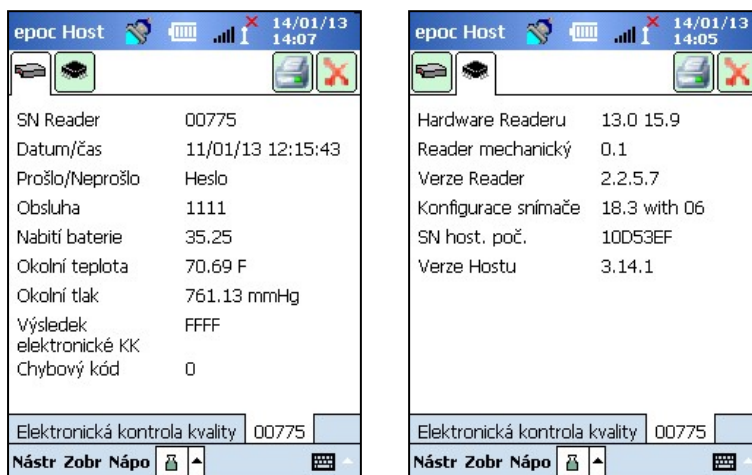 epoc Host 14/01/13
14:07
SN Reader 00775
Datum/čas 11/01/13 12:15:43
Prošlo/Neprošlo Heslo
Obsluha 1111
Nabití baterie 35.25
Okolní teplota 70.69 F
Okolní tlak 761.13 mmHg
Výsledek FFFF
elektronické KK
Chybový kód 0
Elektronická kontrola kvality 00775
Nástr Zobr Nápo
epoc Host 14/01/13
14:05
Hardware Readeru 13.0 15.9
Reader mechanický 0.1
Verze Reader 2.2.5.7
Konfigurace snímače 18.3 with 06
SN host. poč. 10D53EF
Verze Hostu 3.14.1
Elektronická kontrola kvality 00775
Nástr Zobr Nápo